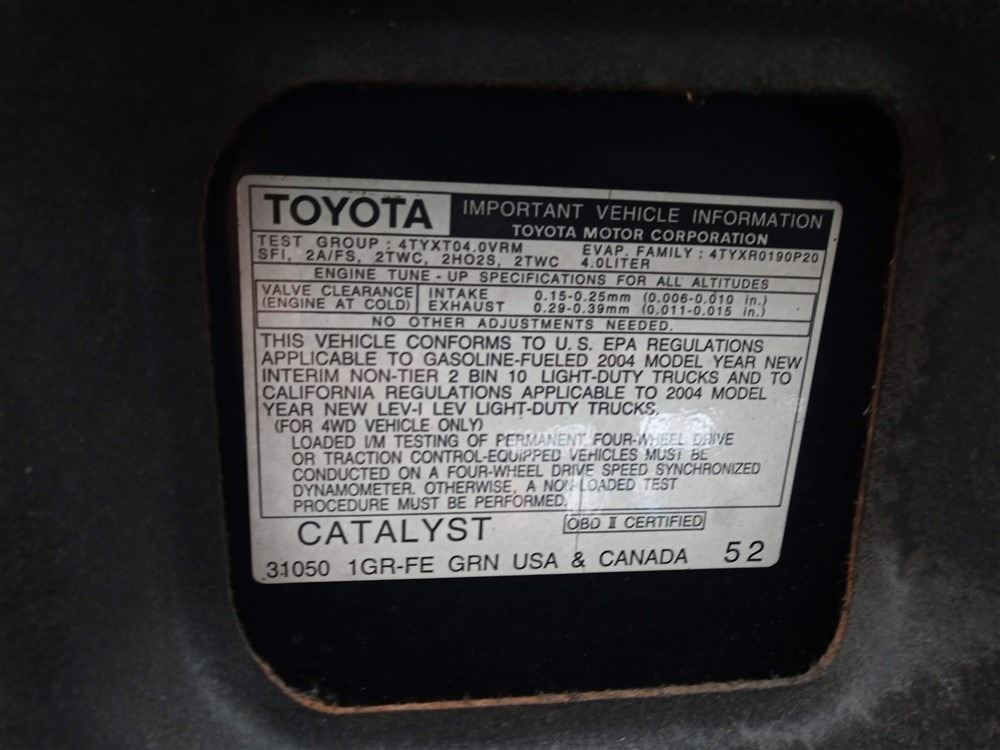 TOYOTA IMPORTANT VEHICLE INFORMATION
TOYOTA MOTOR CORPORATION
TEST GROUP : 4TYXT04.0VRM EVAP. FAMILY : 4TYXR0190P20
SFI, 2A/FS, 2TWC, 2HO2S, 2TWC 4.0LITER
ENGINE TUNE - UP SPECIFICATIONS FOR ALL ALTITUDES
VALVE CLEARANCE INTAKE 0.15-0.25mm (0.006-0.010 in.)
(ENGINE AT COLD) EXHAUST 0.29-0.39mm (0.011-0.015 in.)
NO OTHER ADJUSTMENTS NEEDED.
THIS VEHICLE CONFORMS TO U.S. EPA REGULATIONS
APPLICABLE TO GASOLINE-FUELED 2004 MODEL YEAR NEW
INTERIM NON-TIER 2 BIN 10 LIGHT-DUTY TRUCKS AND TO
CALIFORNIA REGULATIONS APPLICABLE TO 2004 MODEL
YEAR NEW LEV-I LEV LIGHT-DUTY TRUCKS.
(FOR 4WD VEHICLE ONLY)
LOADED I/M TESTING OF PERMANENT FOUR-WHEEL DRIVE
OR TRACTION CONTROL-EQUIPPED VEHICLES MUST BE
CONDUCTED ON A FOUR-WHEEL DRIVE SPEED SYNCHRONIZED
DYNAMOMETER. OTHERWISE, A NON-LOADED TEST
PROCEDURE MUST BE PERFORMED.
CATALYST OBD II CERTIFIED
31050 1GR-FE GRN USA & CANADA 52